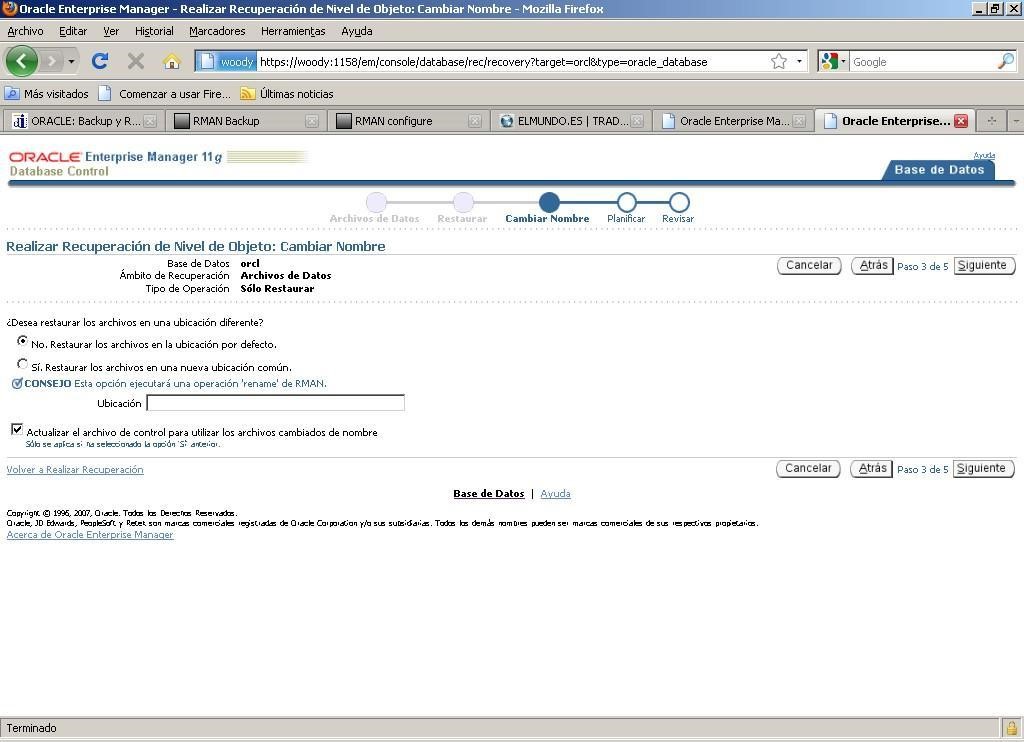 Oracle Enterprise Manager - Realizar Recuperación de Nivel de Objeto: Cambiar Nombre - Mozilla Firefox
Archivo Editar Ver Historial Marcadores Herramientas Ayuda
woody https://woody:1158/em/console/database/rec/recovery?target=orcl&type=oracle_database Google
Más visitados Comenzar a usar Fire... Últimas noticias
ORACLE: Backup y R... RMAN Backup RMAN configure ELMUNDO.ES | TRAD... Oracle Enterprise Ma... Oracle Enterprise...
ORACLE Enterprise Manager 11g
Database Control
Ayuda
Base de Datos
Archivos de Datos Restaurar Cambiar Nombre Planificar Revisar
Realizar Recuperación de Nivel de Objeto: Cambiar Nombre
Base de Datos orcl
Ámbito de Recuperación Archivos de Datos
Tipo de Operación Sólo Restaurar
Cancelar Atrás Paso 3 de 5 Siguiente
¿Desea restaurar los archivos en una ubicación diferente?
No. Restaurar los archivos en la ubicación por defecto.
Sí. Restaurar los archivos en una nueva ubicación común.
CONSEJO Esta opción ejecutará una operación 'rename' de RMAN.
Ubicación
Actualizar el archivo de control para utilizar los archivos cambiados de nombre
Sólo se aplica si ha seleccionado la opción 'Sí' anterior.
Volver a Realizar Recuperación
Cancelar Atrás Paso 3 de 5 Siguiente
Base de Datos | Ayuda
Copyright © 1996, 2007, Oracle. Todos los Derechos Reservados.
Oracle, JD Edwards, PeopleSoft y Retek son marcas comerciales registradas de Oracle Corporation y/o sus subsidiarias. Todos los demás nombres pueden ser marcas comerciales de sus respectivos propietarios.
Acerca de Oracle Enterprise Manager
Terminado